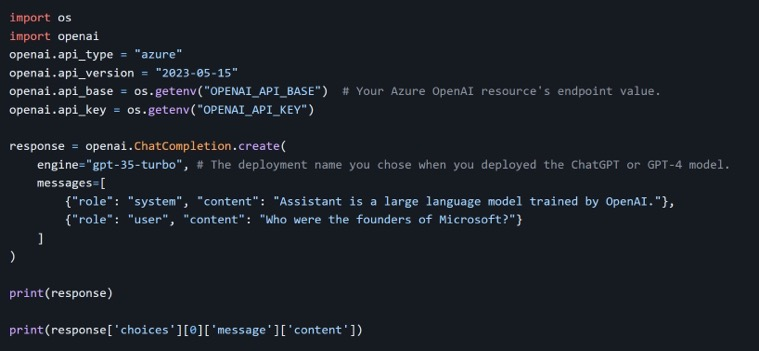 import os
import openai
openai.api_type = "azure"
openai.api_version = "2023-05-15"
openai.api_base = os.getenv("OPENAI_API_BASE")  # Your Azure OpenAI resource's endpoint value.
openai.api_key = os.getenv("OPENAI_API_KEY")

response = openai.ChatCompletion.create(
    engine="gpt-35-turbo", # The deployment name you chose when you deployed the ChatGPT or GPT-4 model.
    messages=[
        {"role": "system", "content": "Assistant is a large language model trained by OpenAI."},
        {"role": "user", "content": "Who were the founders of Microsoft?"}
    ]
)

print(response)

print(response['choices'][0]['message']['content'])